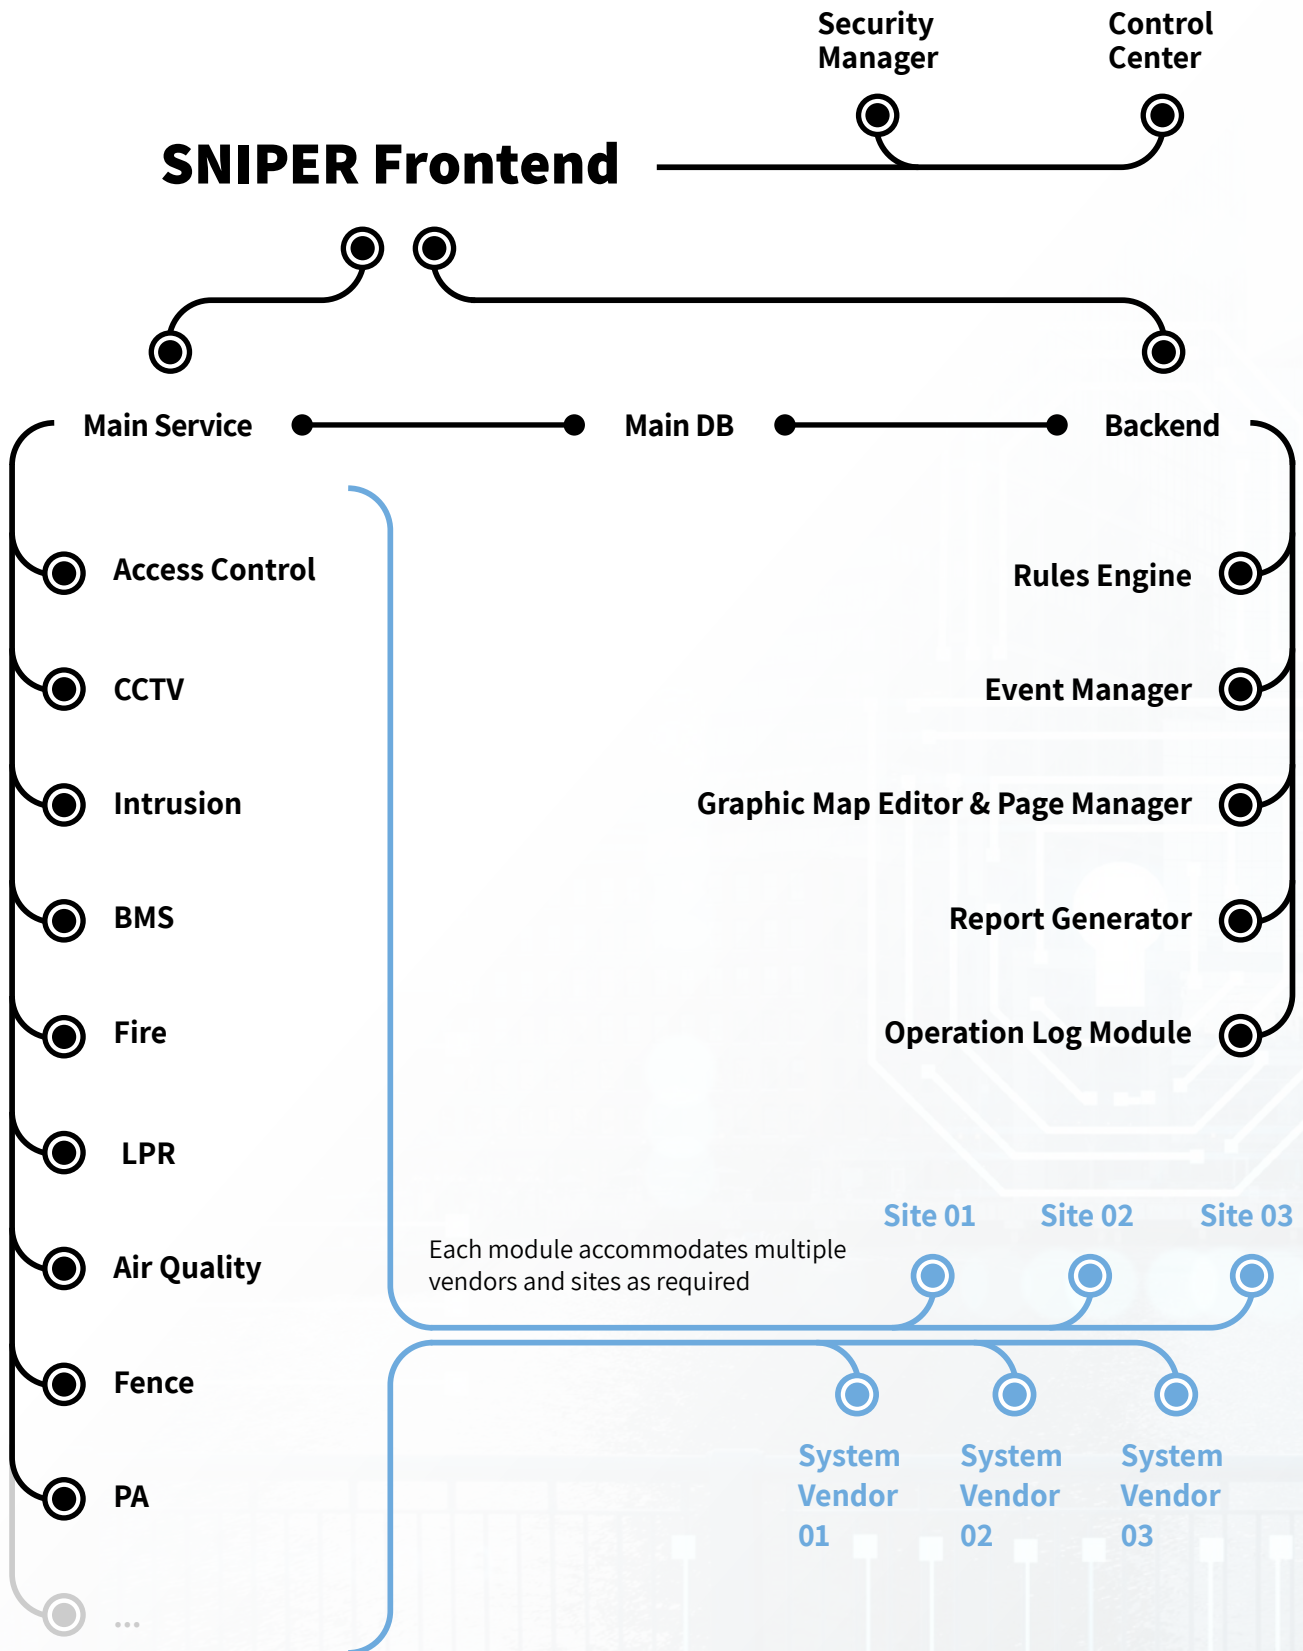 Security
Manager
Control
Center
SNIPER Frontend
Main Service
Main DB
Backend
Access Control
CCTV
Intrusion
BMS
Fire
LPR
Air Quality
Fence
PA
...
Rules Engine
Event Manager
Graphic Map Editor & Page Manager
Report Generator
Operation Log Module
Each module accommodates multiple
vendors and sites as required
Site 01
Site 02
Site 03
System
Vendor
01
System
Vendor
02
System
Vendor
03